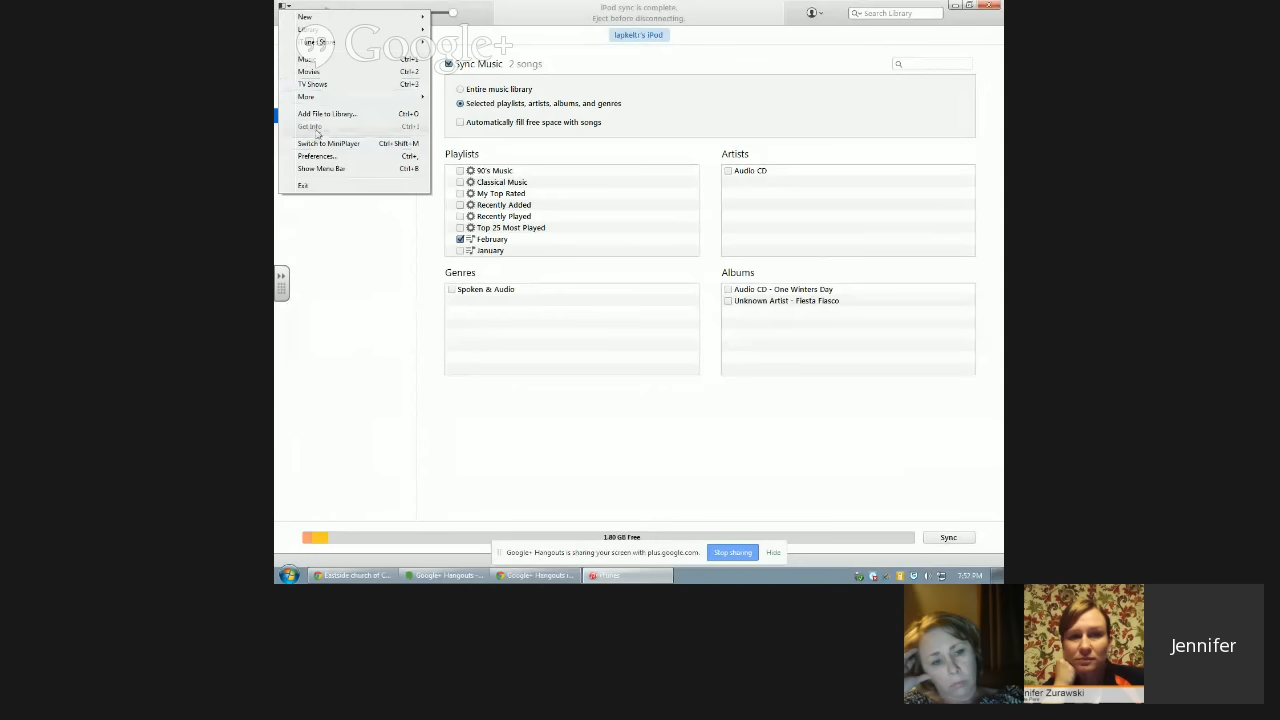 iPod sync is complete.
Eject before disconnecting.
Search Library
lapkeltr's iPod
Google+
New
iTunes Store
Movies Ctrl+2
TV Shows Ctrl+3
More
Add File to Library... Ctrl+O
Get Info Ctrl+I
Switch to MiniPlayer Ctrl+Shift+M
Preferences... Ctrl+,
Show Menu Bar Ctrl+B
Exit
Sync Music 2 songs
Entire music library
Selected playlists, artists, albums, and genres
Automatically fill free space with songs
Playlists
90's Music
Classical Music
My Top Rated
Recently Added
Recently Played
Top 25 Most Played
February
January
Artists
Audio CD
Genres
Spoken & Audio
Albums
Audio CD - One Winters Day
Unknown Artist - Fiesta Fiasco
1.80 GB Free
Sync
Google+ Hangouts is sharing your screen with plus.google.com.
Stop sharing
Hide
Eastside church of C...
Google+ Hangouts -...
Google+ Hangouts i...
iTunes
7:52 PM
nifer Zurawski
Jennifer